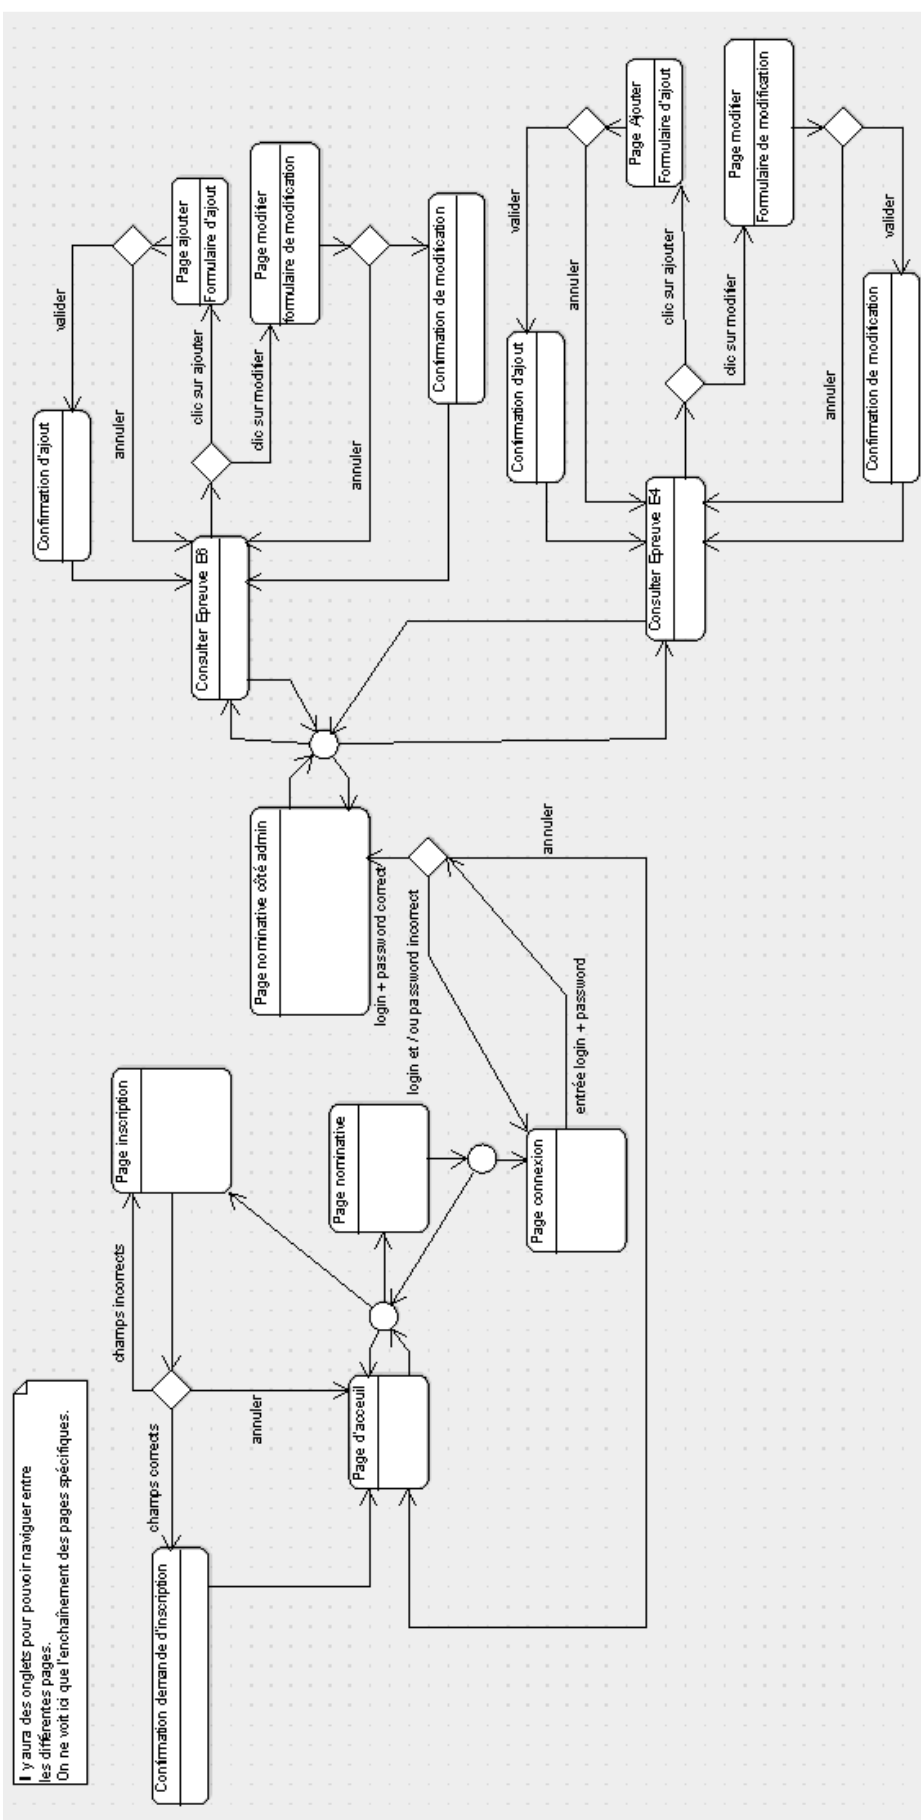 Il y aura des onglets pour pouvoir naviguer entre
les différentes pages.
On ne voit ici que l'enchaînement des pages spécifiques.
Confirmation demande d'inscription
champs corrects
champs incorrects
annuler
Page inscription
Page d'acceuil
Page nominative
Page connexion
entrée login + password
login et / ou password incorrect
login + password correct
annuler
Page nominative côté admin
Consulter Epreuve E6
Confirmation d'ajout
valider
annuler
clic sur ajouter
Page ajouter
Formulaire d'ajout
clic sur modifier
Page modifier
formulaire de modification
annuler
Confirmation de modification
Consulter Epreuve E4
Confirmation d'ajout
valider
annuler
clic sur ajouter
Page Ajouter
Formulaire d'ajout
clic sur modifier
Page modifier
Formulaire de modification
annuler
valider
Confirmation de modification